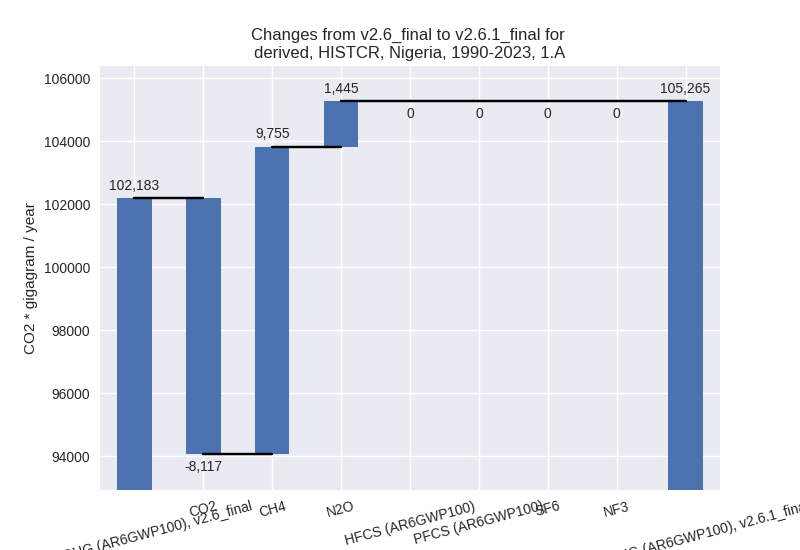 Changes from v2.6_final to v2.6.1_final for
derived, HISTCR, Nigeria, 1990-2023, 1.A
CO2 * gigagram / year
106000
104000
102000
100000
98000
96000
94000
102,183
-8,117
9,755
1,445
0
0
0
0
105,265
(AR6GWP100), v2.6_final
CO2
CH4
N2O
HFCS (AR6GWP100)
PFCS (AR6GWP100)
SF6
NF3
(AR6GWP100), v2.6.1_fina